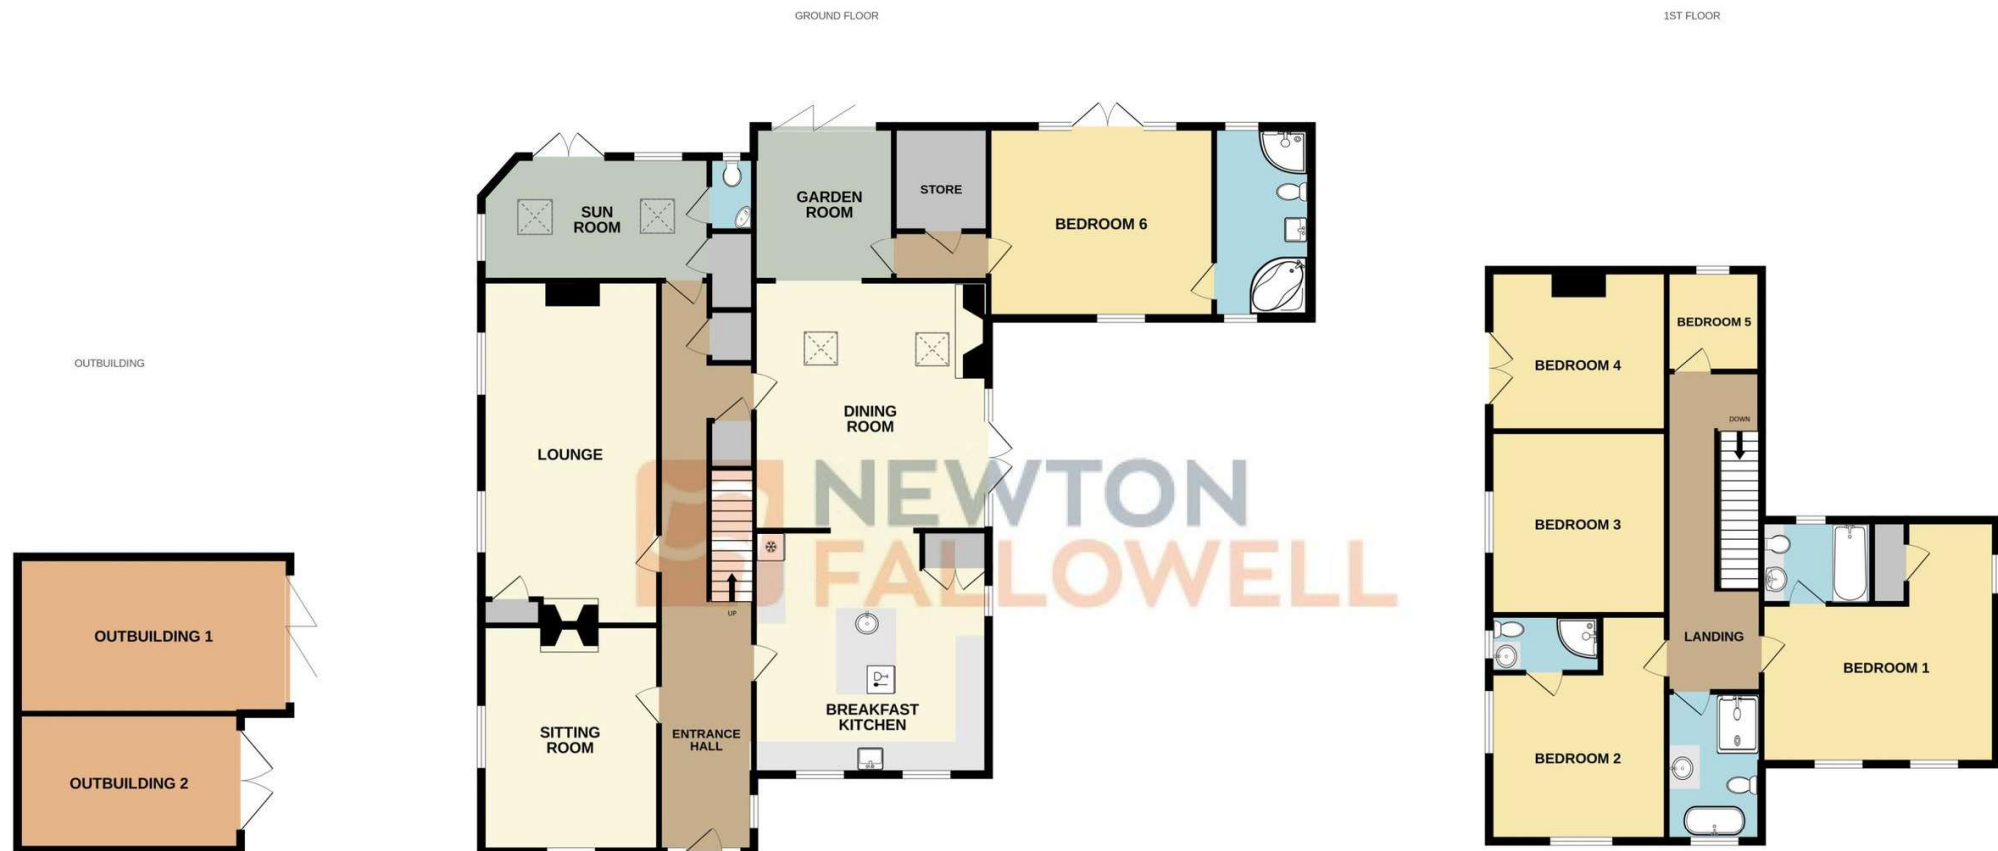 GROUND FLOOR
1ST FLOOR
OUTBUILDING
SUN
ROOM
GARDEN
ROOM
STORE
BEDROOM 6
LOUNGE
DINING
ROOM
UP
SITTING
ROOM
ENTRANCE
HALL
BREAKFAST
KITCHEN
OUTBUILDING 1
OUTBUILDING 2
BEDROOM 4
BEDROOM 5
DOWN
BEDROOM 3
LANDING
BEDROOM 1
BEDROOM 2
NEWTON
FALLOWELL